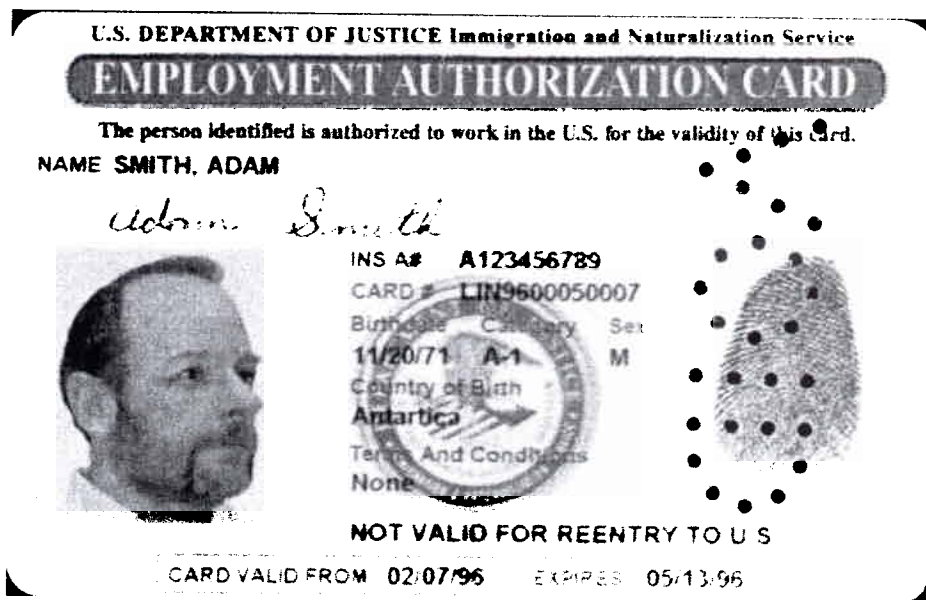 U.S. DEPARTMENT OF JUSTICE Immigration and Naturalization Service
EMPLOYMENT AUTHORIZATION CARD
The person identified is authorized to work in the U.S. for the validity of this card.
NAME SMITH, ADAM
Adam Smith
INS A# A123456789
CARD # LIN9600050007
Birthdate Category Sex
11/20/71 A-1 M
Country of Birth
Antartica
Terms And Conditions
None
NOT VALID FOR REENTRY TO U S
CARD VALID FROM 02/07/96 EXPIRES 05/13/96